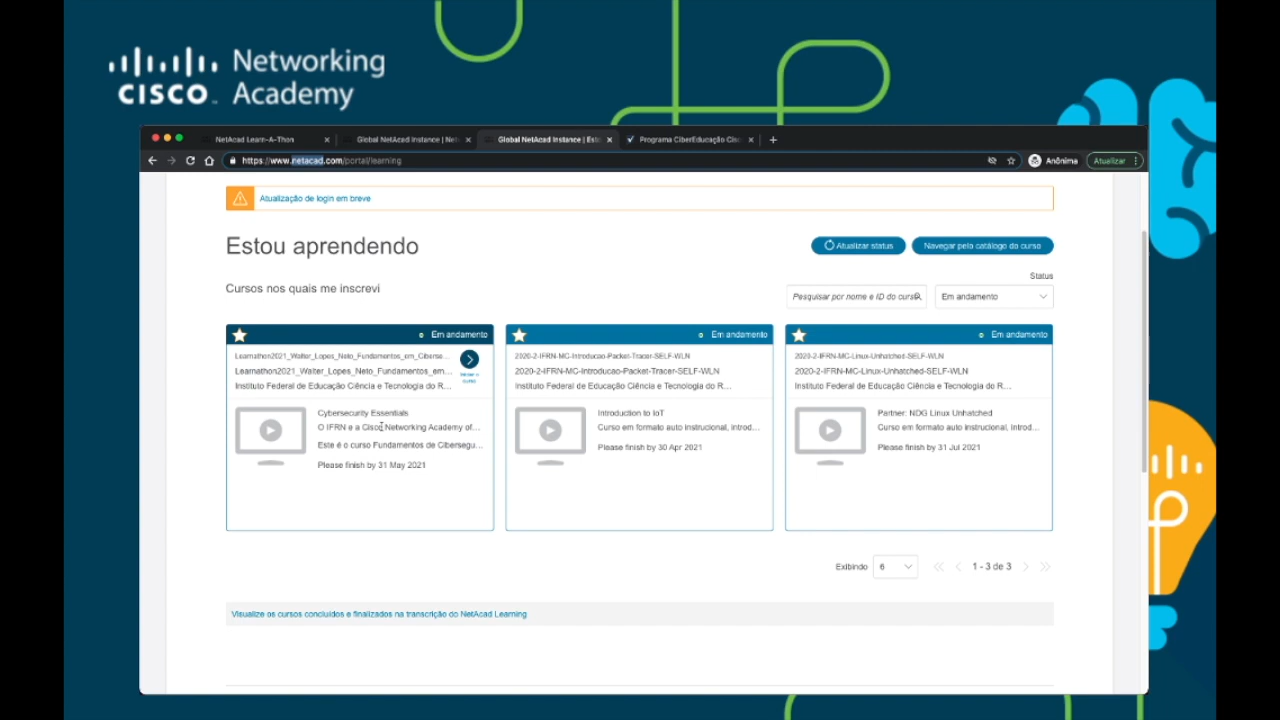 Networking
CISCO Academy
NetAcad Learn-A-Thon
Global NetAcad Instance | Net
Global NetAcad Instance | Esto
Programa CiberEducação Cisc
https://www.netacad.com/portal/learning
Anônima
Atualizar
Atualização de login em breve
Estou aprendendo
Atualizar status
Navegar pelo catálogo do curso
Status
Cursos nos quais me inscrevi
Pesquisar por nome e ID do curso
Em andamento
Em andamento
Learnathon2021_Walter_Lopes_Neto_Fundamentos_em_Ciberse...
Learnathon2021_Walter_Lopes_Neto_Fundamentos_em...
Instituto Federal de Educação Ciência e Tecnologia do R...
Cybersecurity Essentials
O IFRN e a Cisco Networking Academy of...
Este é o curso Fundamentos de Cibersegu...
Please finish by 31 May 2021
Em andamento
2020-2-IFRN-MC-Introducao-Packet-Tracer-SELF-WLN
2020-2-IFRN-MC-Introducao-Packet-Tracer-SELF-WLN
Instituto Federal de Educação Ciência e Tecnologia do R...
Introduction to IoT
Curso em formato auto instrucional, introd...
Please finish by 30 Apr 2021
Em andamento
2020-2-IFRN-MC-Linux-Unhatched-SELF-WLN
2020-2-IFRN-MC-Linux-Unhatched-SELF-WLN
Instituto Federal de Educação Ciência e Tecnologia do R...
Partner: NDG Linux Unhatched
Curso em formato auto instrucional, introd...
Please finish by 31 Jul 2021
Exibindo 6 1 - 3 de 3
Visualize os cursos concluídos e finalizados na transcrição do NetAcad Learning